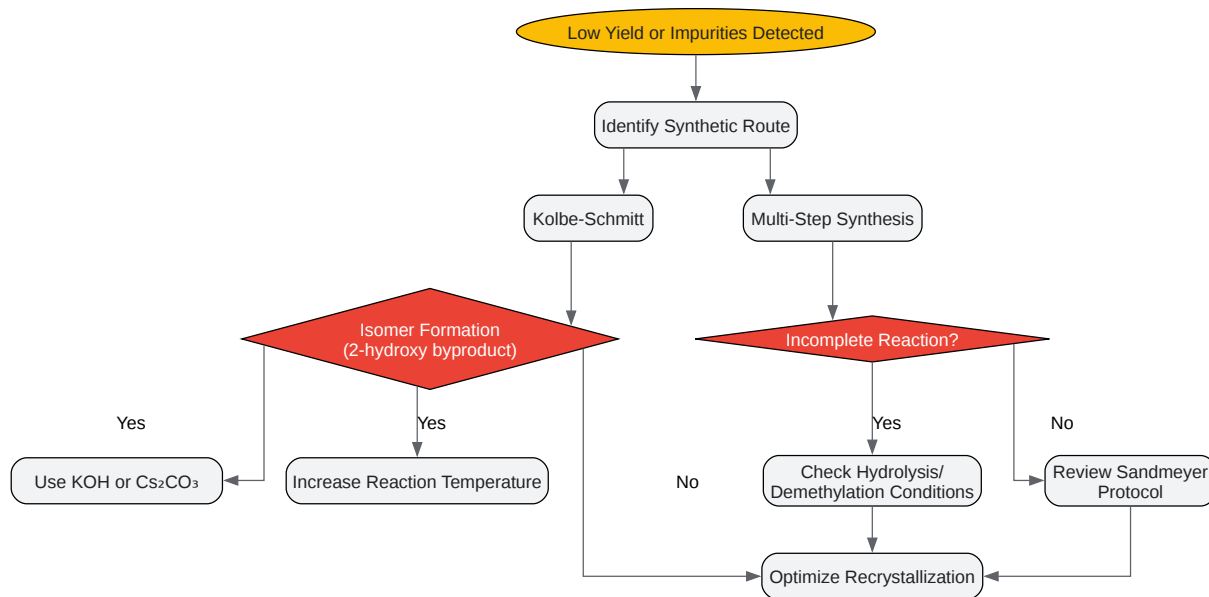 Low Yield or Impurities Detected
Identify Synthetic Route
Kolbe-Schmitt
Multi-Step Synthesis
Isomer Formation
(2-hydroxy byproduct)
Incomplete Reaction?
Yes
Yes
Yes
No
Use KOH or Cs₂CO₃
Increase Reaction Temperature
No
Check Hydrolysis/
Demethylation Conditions
Review Sandmeyer
Protocol
Optimize Recrystallization